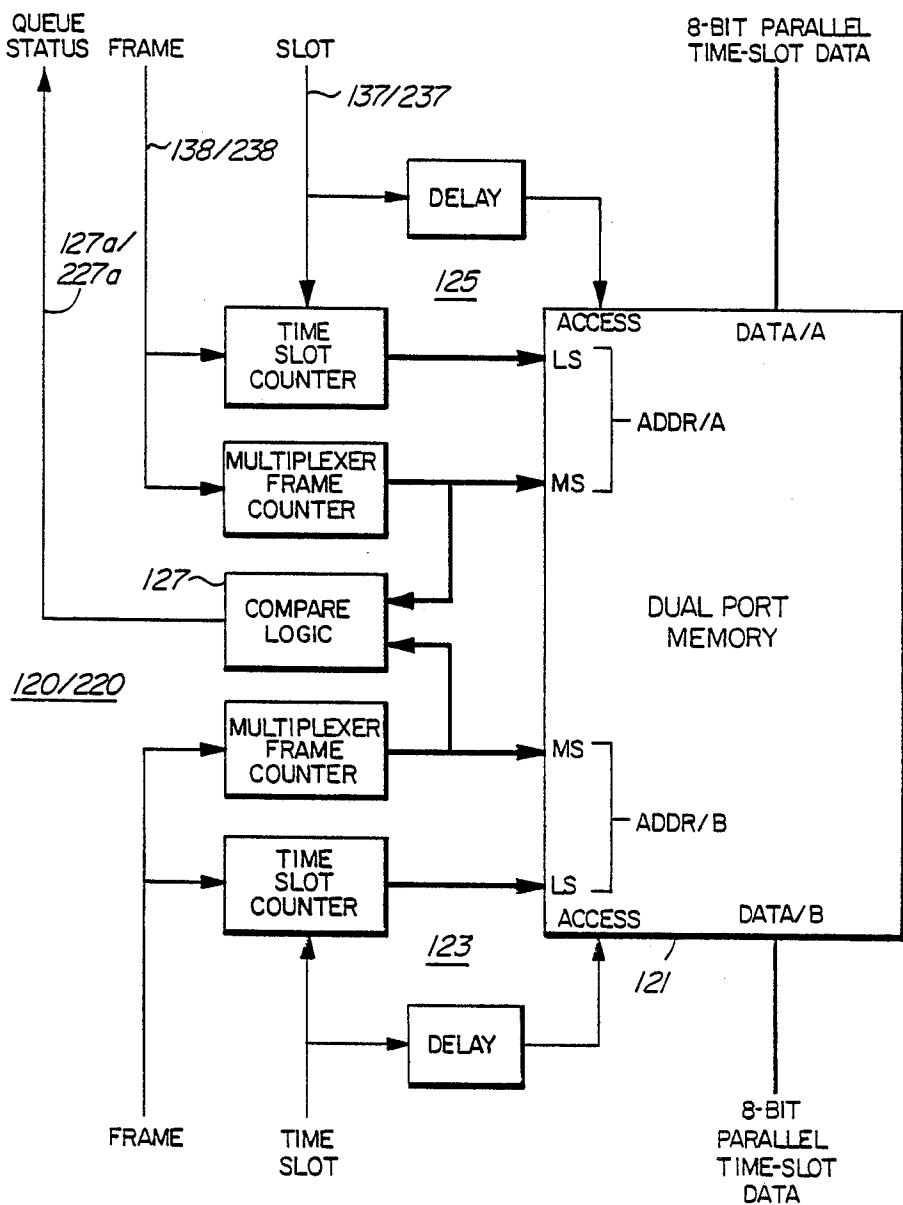 QUEUE
STATUS
FRAME
SLOT
8-BIT PARALLEL
TIME-SLOT DATA
137/237
138/238
DELAY
127a/
227a
125
ACCESS
DATA/A
TIME
SLOT
COUNTER
LS
ADDR/A
MULTIPLEXER
FRAME
COUNTER
MS
127
COMPARE
LOGIC
DUAL PORT
MEMORY
120/220
MULTIPLEXER
FRAME
COUNTER
MS
ADDR/B
TIME
SLOT
COUNTER
LS
ACCESS
DATA/B
123
121
DELAY
FRAME
TIME
SLOT
8-BIT
PARALLEL
TIME-SLOT
DATA